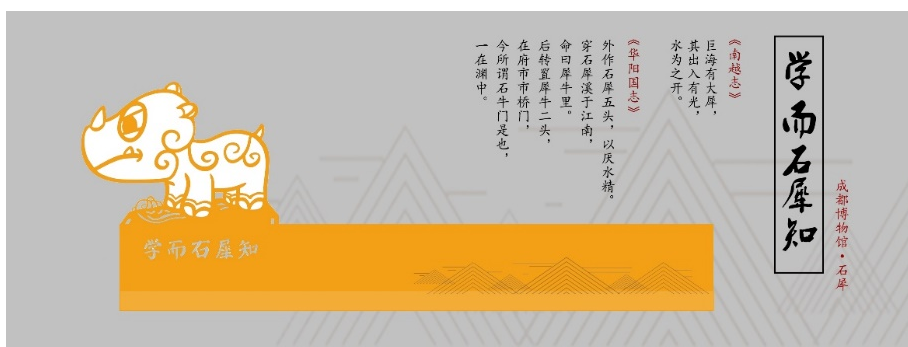 学而石犀知
成都博物馆·石犀
《南越志》
巨海有大犀，
其出入有光，
水为之开。
《华阳国志》
外作石犀五头，以厌水精。
穿石犀溪于江南，
命曰犀牛里。
后转置犀牛二头，
在府市市桥门，
今所谓石牛门是也，
一在渊中。
学而石犀知